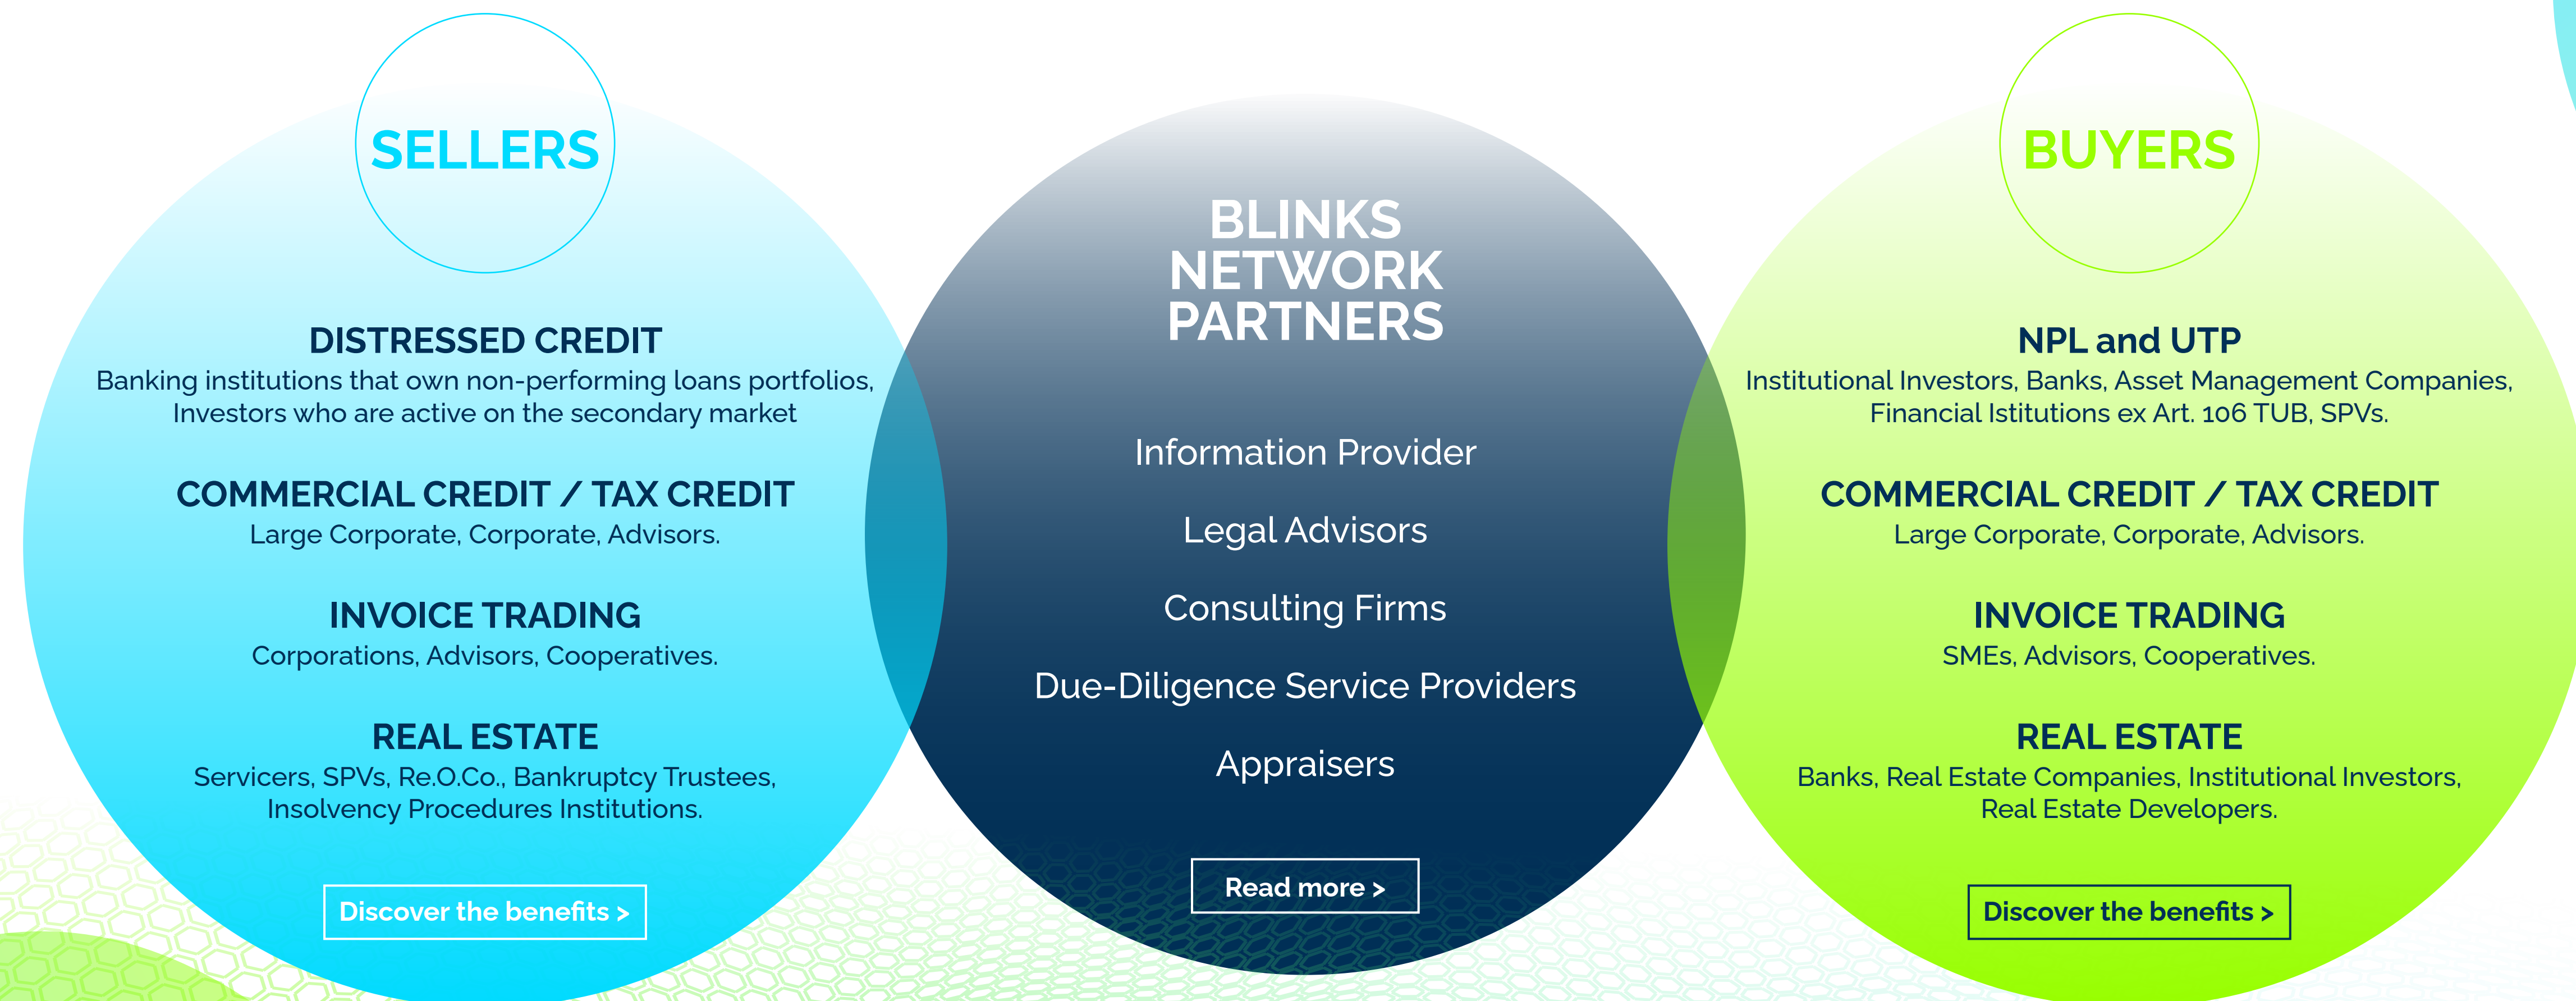 SELLERS
DISTRESSED CREDIT
Banking institutions that own non-performing loans portfolios,
Investors who are active on the secondary market
COMMERCIAL CREDIT / TAX CREDIT
Large Corporate, Corporate, Advisors.
INVOICE TRADING
Corporations, Advisors, Cooperatives.
REAL ESTATE
Servicers, SPVs, Re.O.Co., Bankruptcy Trustees,
Insolvency Procedures Institutions.
Discover the benefits >
BLINKS
NETWORK
PARTNERS
Information Provider
Legal Advisors
Consulting Firms
Due-Diligence Service Providers
Appraisers
Read more >
BUYERS
NPL and UTP
Institutional Investors, Banks, Asset Management Companies,
Financial Istitutions ex Art. 106 TUB, SPVs.
COMMERCIAL CREDIT / TAX CREDIT
Large Corporate, Corporate, Advisors.
INVOICE TRADING
SMEs, Advisors, Cooperatives.
REAL ESTATE
Banks, Real Estate Companies, Institutional Investors,
Real Estate Developers.
Discover the benefits >